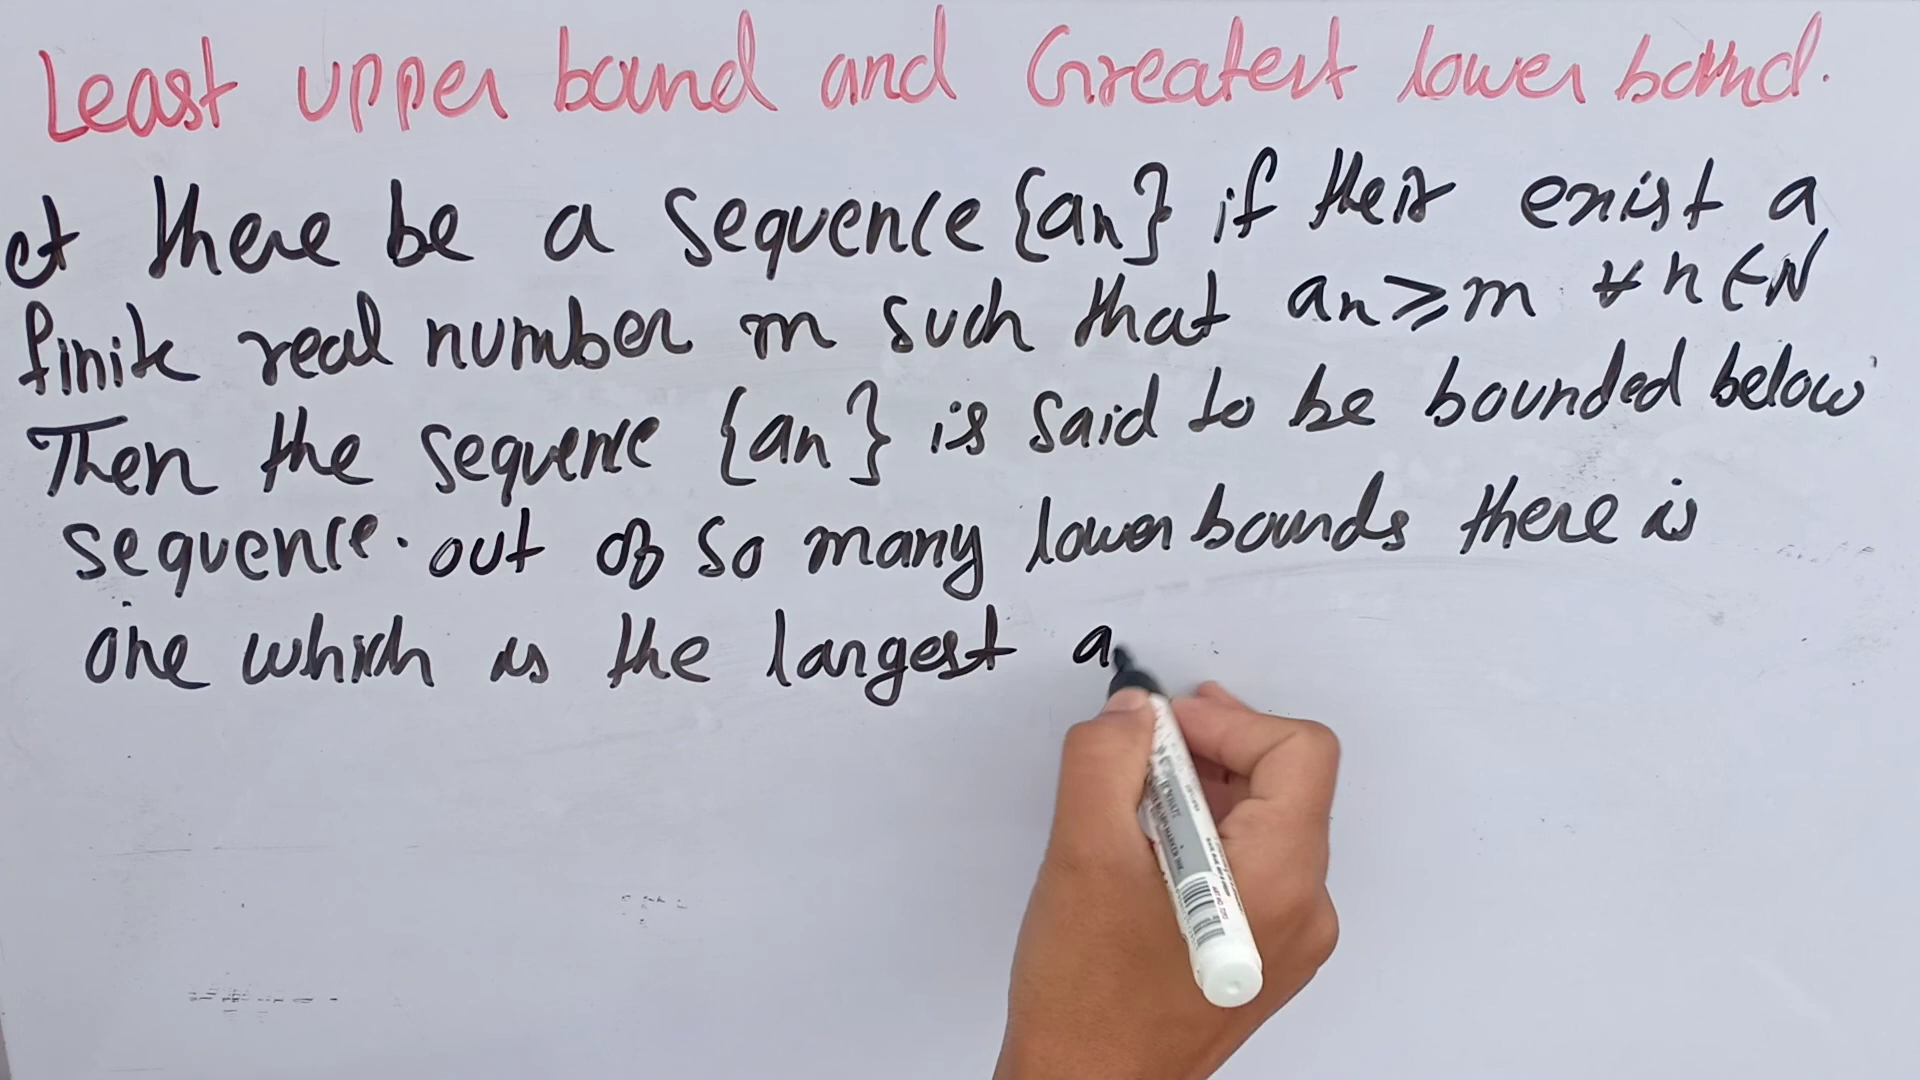 Least upper bound and Greatest lower bound.
et there be a sequence {an} if their exist a
finite real number m such that an ≥ m ∀ n ∈ N
Then the sequence {an} is said to be bounded below
sequence. out of so many lower bounds there is
one which is the largest a